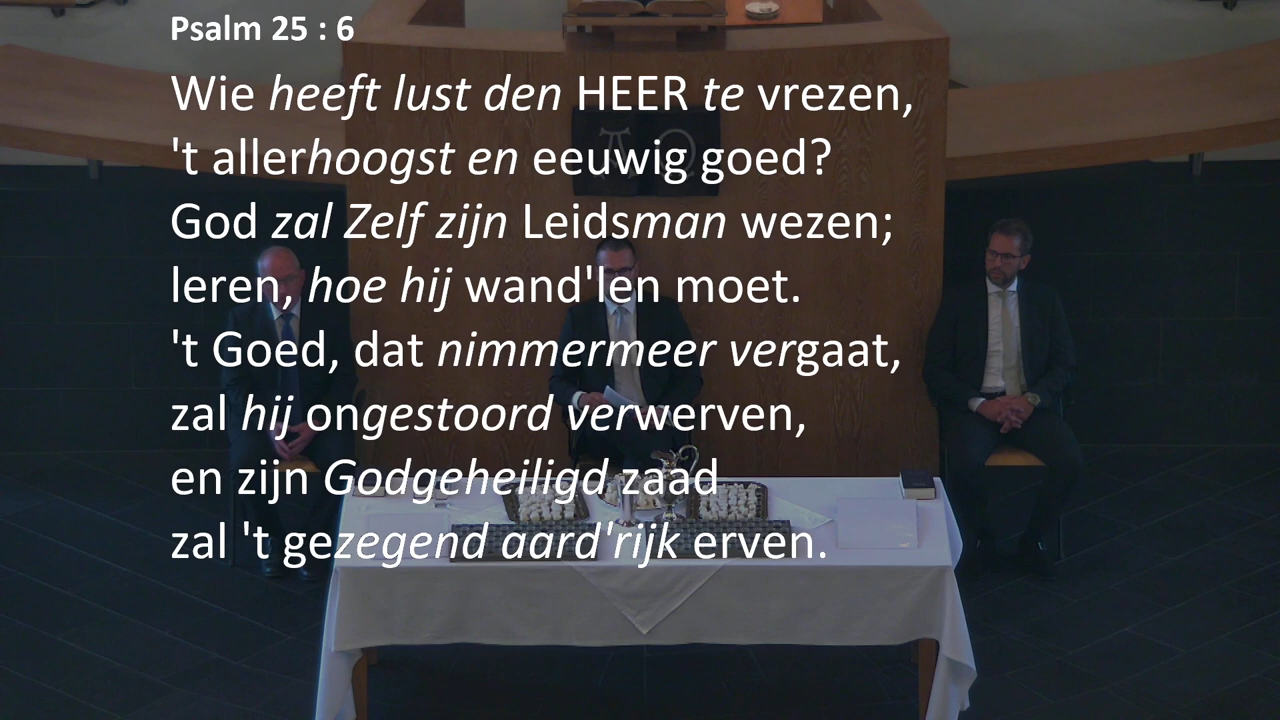 Psalm 25 : 6
Wie heeft lust den HEER te vrezen,
't allerhoogst en eeuwig goed?
God zal Zelf zijn Leidsman wezen;
leren, hoe hij wand'len moet.
't Goed, dat nimmermeer vergaat,
zal hij ongestoord verwerven,
en zijn Godgeheiligd zaad
zal 't gezegend aard'rijk erven.